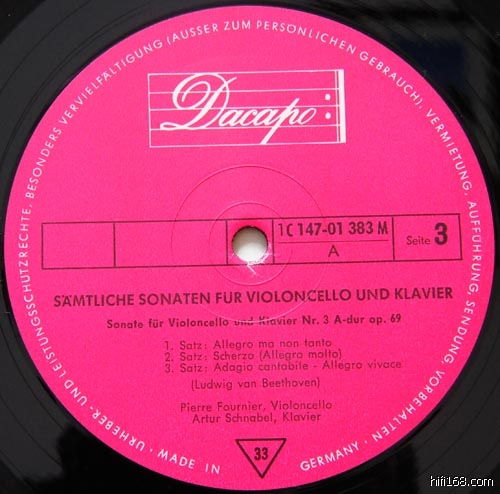 Dacapo
1C 147-01 383 M
A
Seite 3
SÄMTLICHE SONATEN FÜR VIOLONCELLO UND KLAVIER
Sonate für Violoncello und Klavier Nr. 3 A-dur op. 69
1. Satz: Allegro ma non tanto
2. Satz: Scherzo (Allegro molto)
3. Satz: Adagio cantabile - Allegro vivace
(Ludwig van Beethoven)
Pierre Fournier, Violoncello
Artur Schnabel, Klavier
33
MADE IN GERMANY · URHEBER- UND LEISTUNGSSCHUTZRECHTE, BESONDERS VERVIELFÄLTIGUNG (AUSSER ZUM PERSÖNLICHEN GEBRAUCH), VERMIETUNG, AUFFÜHRUNG, SENDUNG, VORBEHALTEN ·
hifi168.com